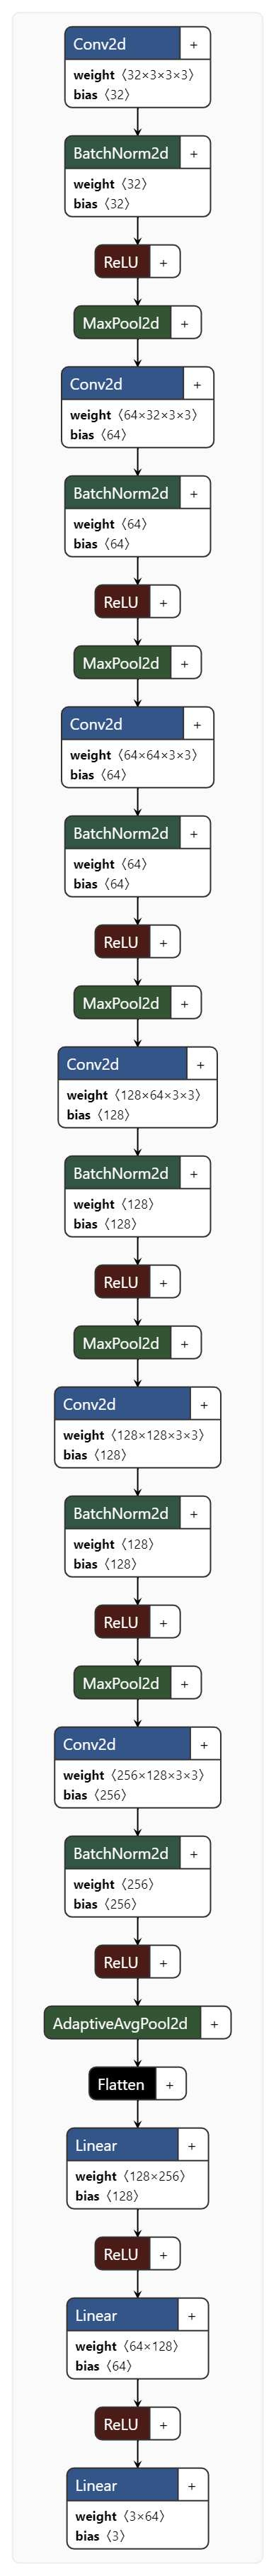 Conv2d +
weight 〈32×3×3×3〉
bias 〈32〉
BatchNorm2d +
weight 〈32〉
bias 〈32〉
ReLU +
MaxPool2d +
Conv2d +
weight 〈64×32×3×3〉
bias 〈64〉
BatchNorm2d +
weight 〈64〉
bias 〈64〉
ReLU +
MaxPool2d +
Conv2d +
weight 〈64×64×3×3〉
bias 〈64〉
BatchNorm2d +
weight 〈64〉
bias 〈64〉
ReLU +
MaxPool2d +
Conv2d +
weight 〈128×64×3×3〉
bias 〈128〉
BatchNorm2d +
weight 〈128〉
bias 〈128〉
ReLU +
MaxPool2d +
Conv2d +
weight 〈128×128×3×3〉
bias 〈128〉
BatchNorm2d +
weight 〈128〉
bias 〈128〉
ReLU +
MaxPool2d +
Conv2d +
weight 〈256×128×3×3〉
bias 〈256〉
BatchNorm2d +
weight 〈256〉
bias 〈256〉
ReLU +
AdaptiveAvgPool2d +
Flatten +
Linear +
weight 〈128×256〉
bias 〈128〉
ReLU +
Linear +
weight 〈64×128〉
bias 〈64〉
ReLU +
Linear +
weight 〈3×64〉
bias 〈3〉